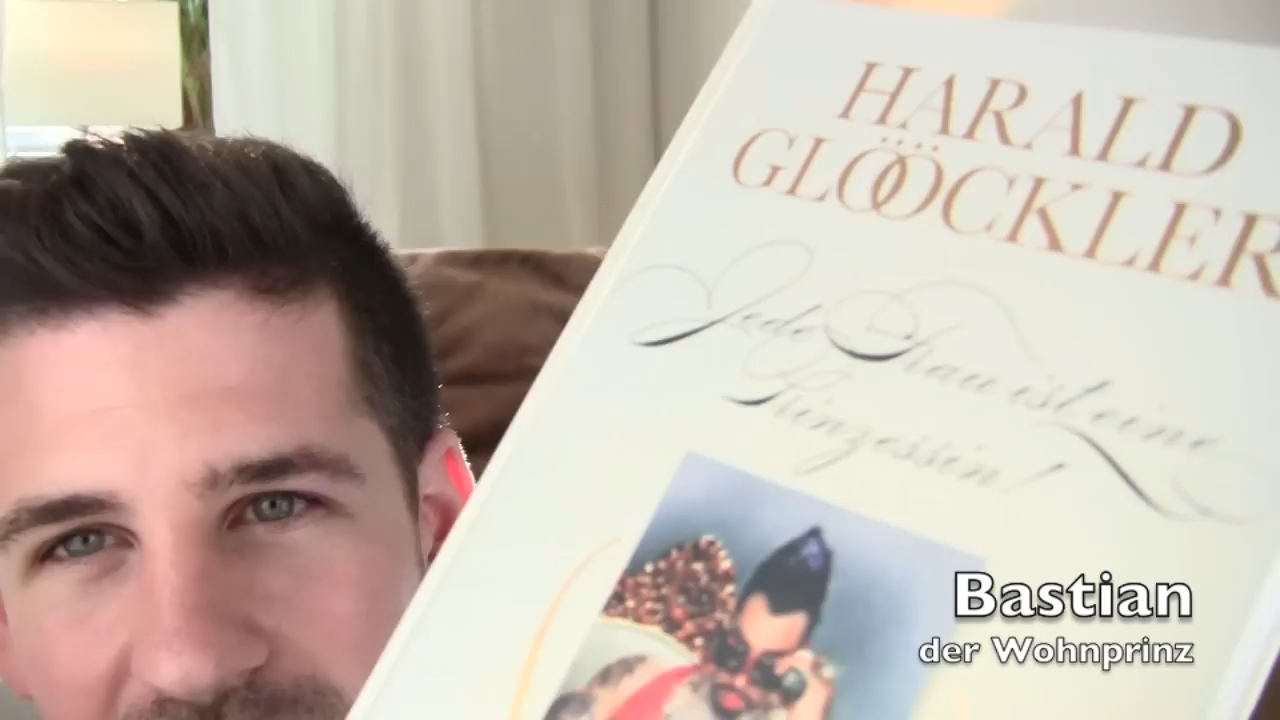 HARALD
GLÖÖCKLER
Jede Frau ist eine
Prinzessin!
Bastian
der Wohnprinz